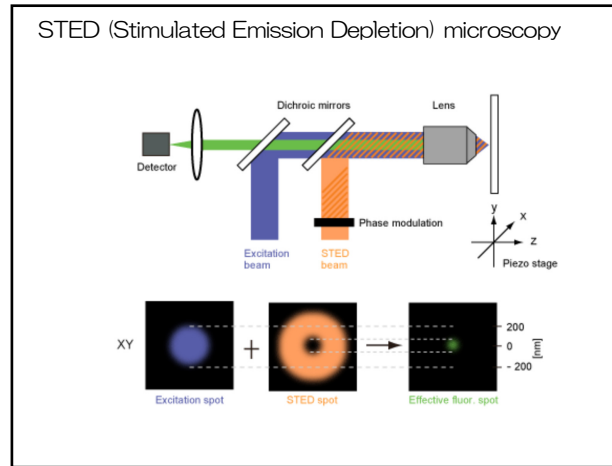 STED (Stimulated Emission Depletion) microscopy
Dichroic mirrors
Lens
Detector
Phase modulation
Excitation
beam
STED
beam
y
x
z
Piezo stage
XY
+
200
0
- 200
[nm]
Excitation spot
STED spot
Effective fluor. spot